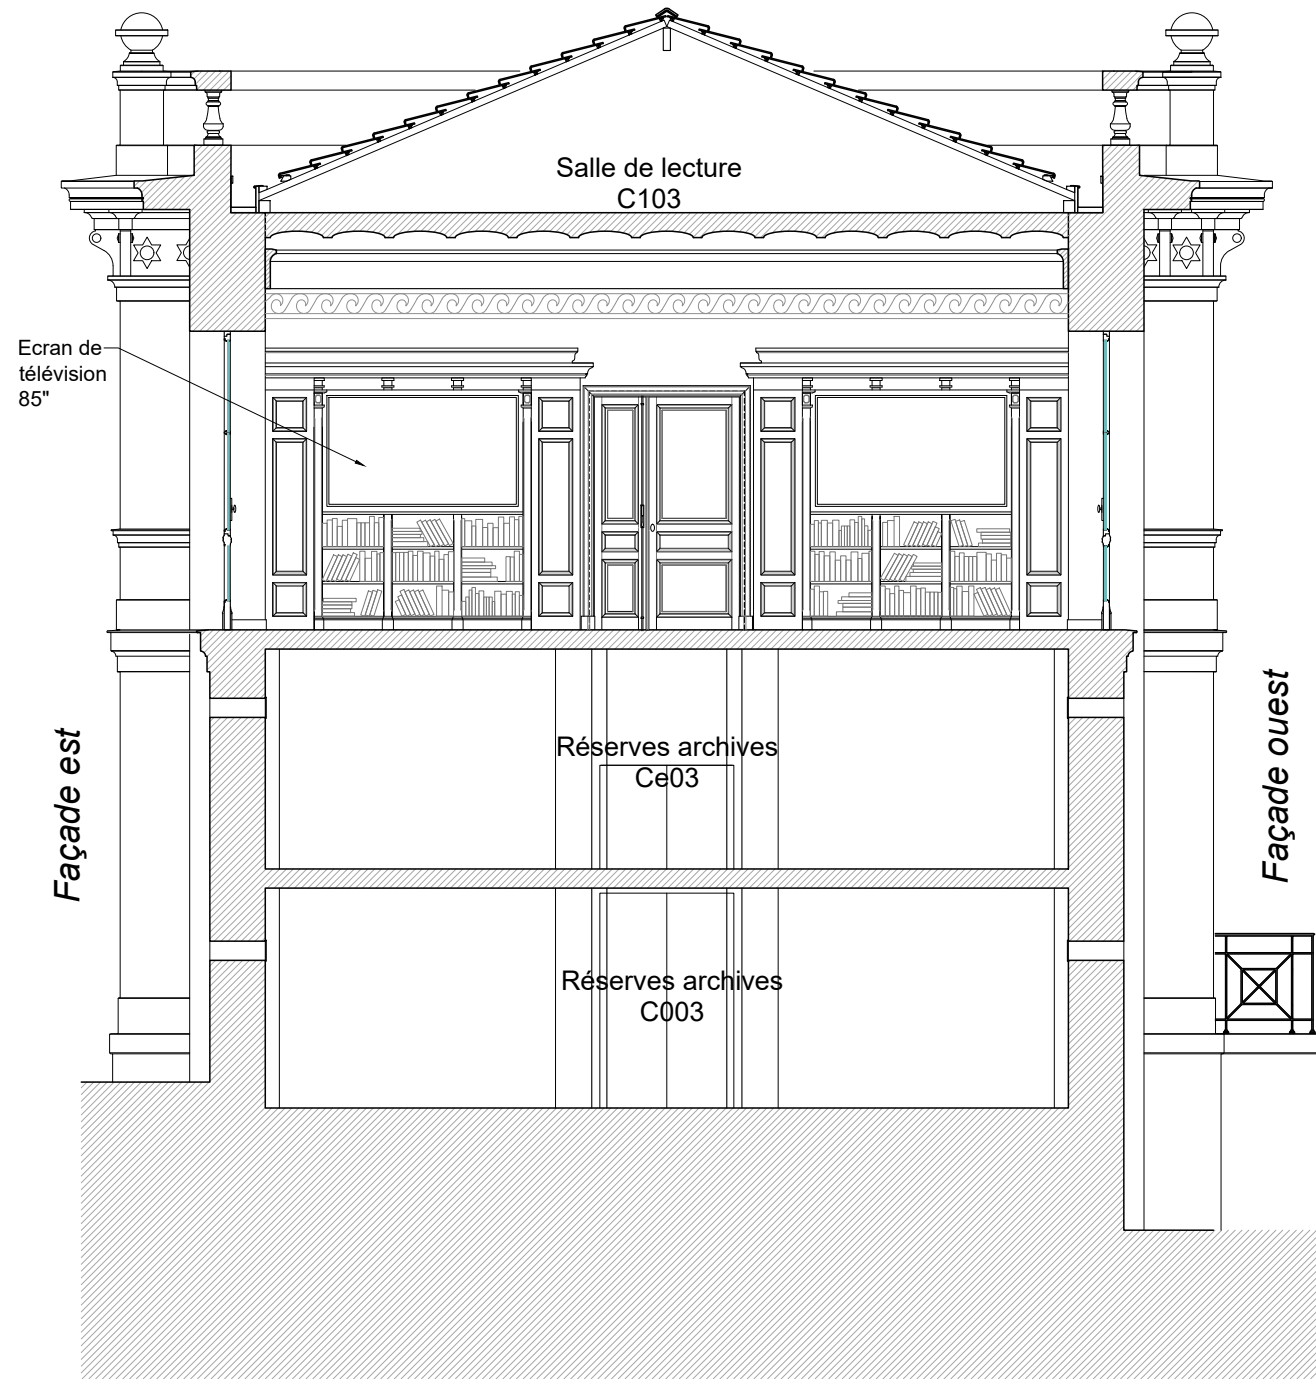 Salle de lecture
C103
Ecran de
télévision
85"
Réserves archives
Ce03
Façade est
Façade ouest
Réserves archives
C003